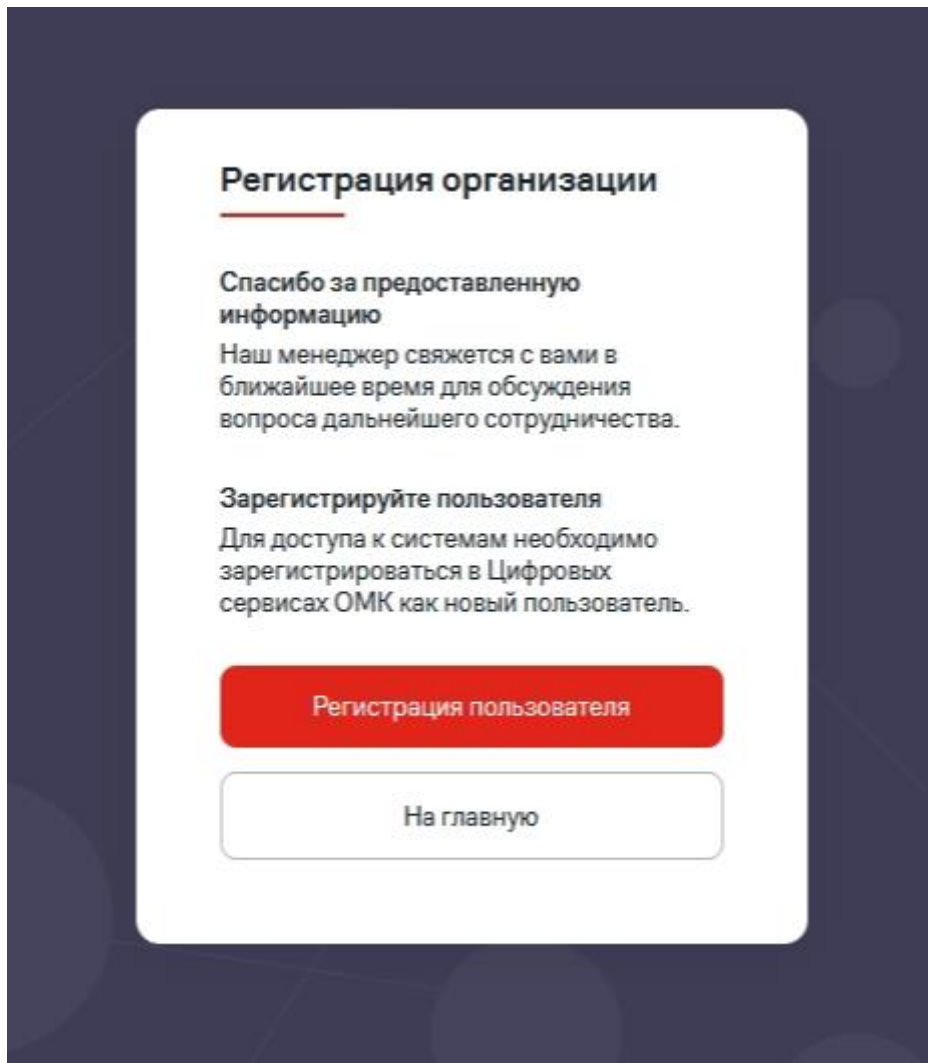 Регистрация организации
Спасибо за предоставленную
информацию
Наш менеджер свяжется с вами в
ближайшее время для обсуждения
вопроса дальнейшего сотрудничества.
Зарегистрируйте пользователя
Для доступа к системам необходимо
зарегистрироваться в Цифровых
сервисах ОМК как новый пользователь.
Регистрация пользователя
На главную